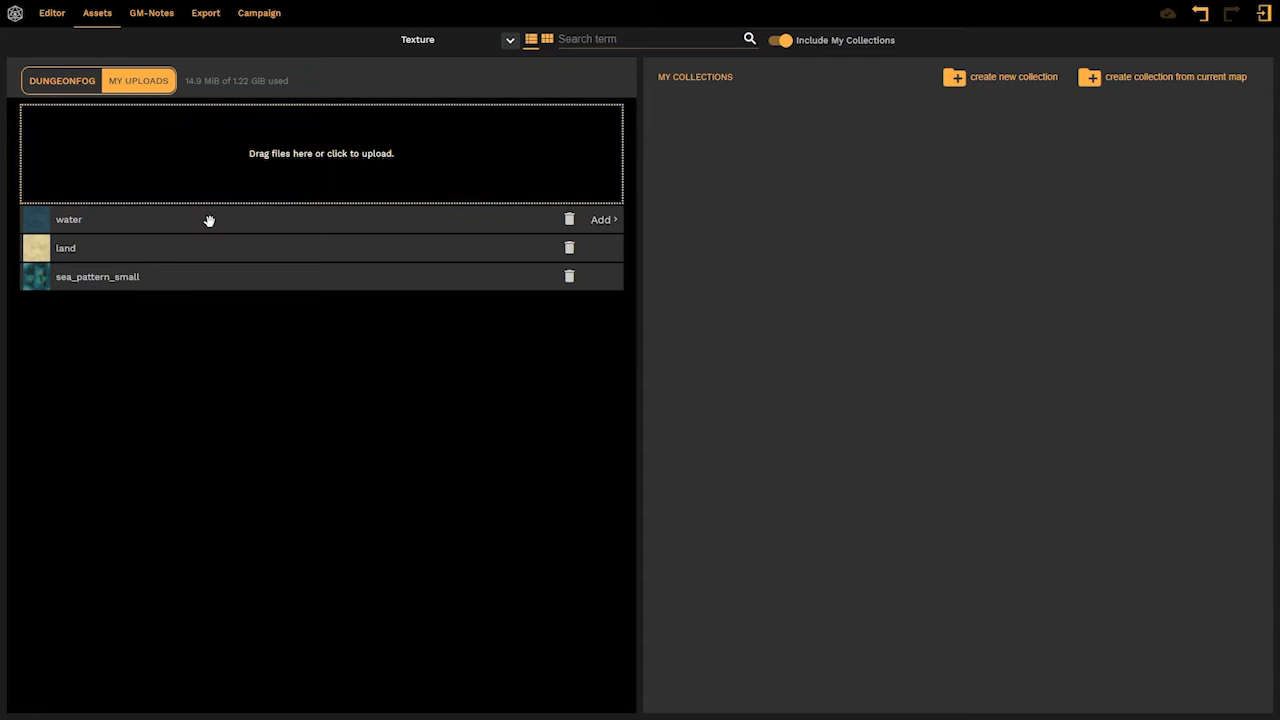 Editor Assets GM-Notes Export Campaign
Texture Search term Include My Collections
DUNGEONFOG MY UPLOADS 14.9 MiB of 1.22 GiB used
MY COLLECTIONS create new collection create collection from current map
Drag files here or click to upload.
water Add >
land
sea_pattern_small